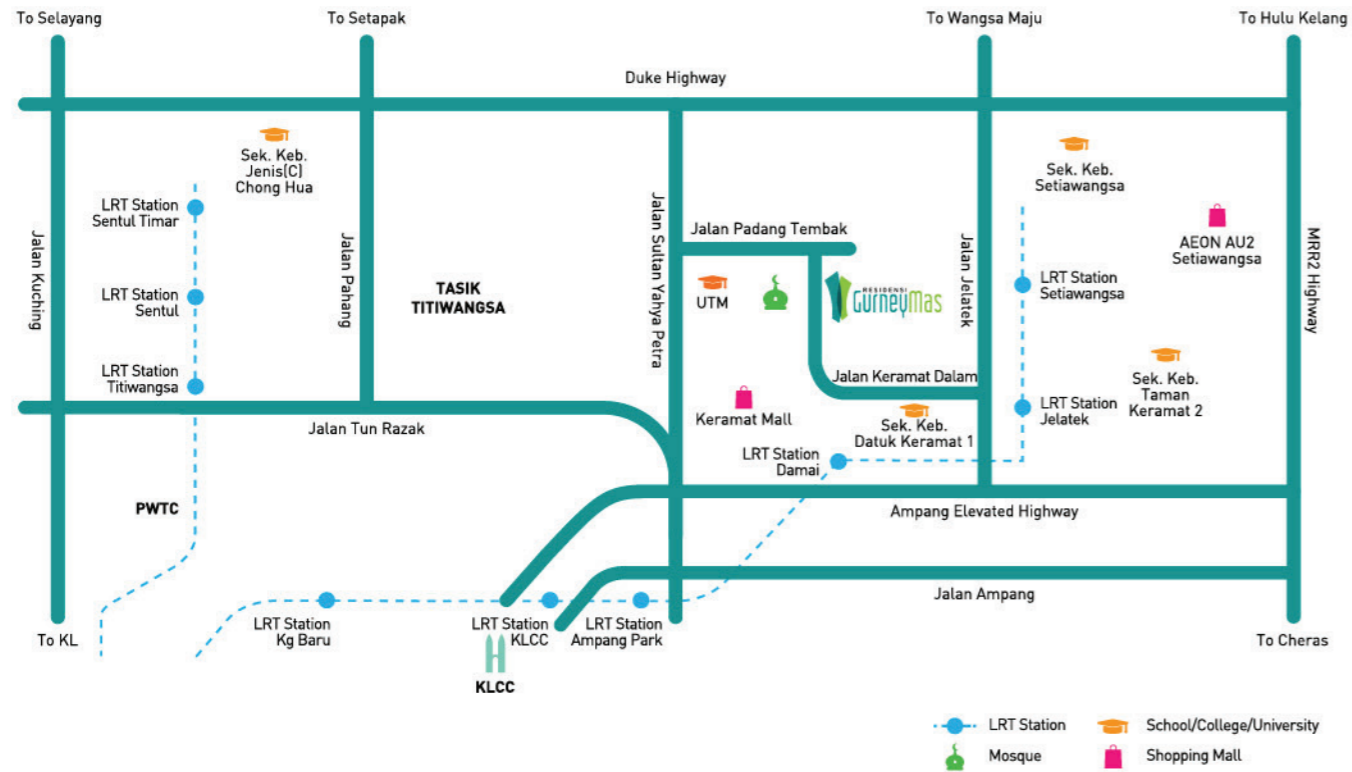 To Selayang
To Setapak
To Wangsa Maju
To Hulu Kelang
Duke Highway
Sek. Keb.
Jenis(C)
Chong Hua
Sek. Keb.
Setiawangsa
LRT Station
Sentul Timar
Jalan Kuching
Jalan Pahang
Jalan Sultan Yahya Petra
Jalan Padang Tembak
Jalan Jelatek
AEON AU2
Setiawangsa
MRR2 Highway
TASIK
TITIWANGSA
LRT Station
Setiawangsa
LRT Station
Sentul
UTM
RESIDENSI
GurneyMas
LRT Station
Titiwangsa
Jalan Keramat Dalam
Sek. Keb.
Taman
Keramat 2
LRT Station
Jelatek
Keramat Mall
Sek. Keb.
Datuk Keramat 1
Jalan Tun Razak
LRT Station
Damai
PWTC
Ampang Elevated Highway
Jalan Ampang
LRT Station
Kg Baru
LRT Station
KLCC
LRT Station
Ampang Park
To KL
To Cheras
KLCC
LRT Station
School/College/University
Mosque
Shopping Mall